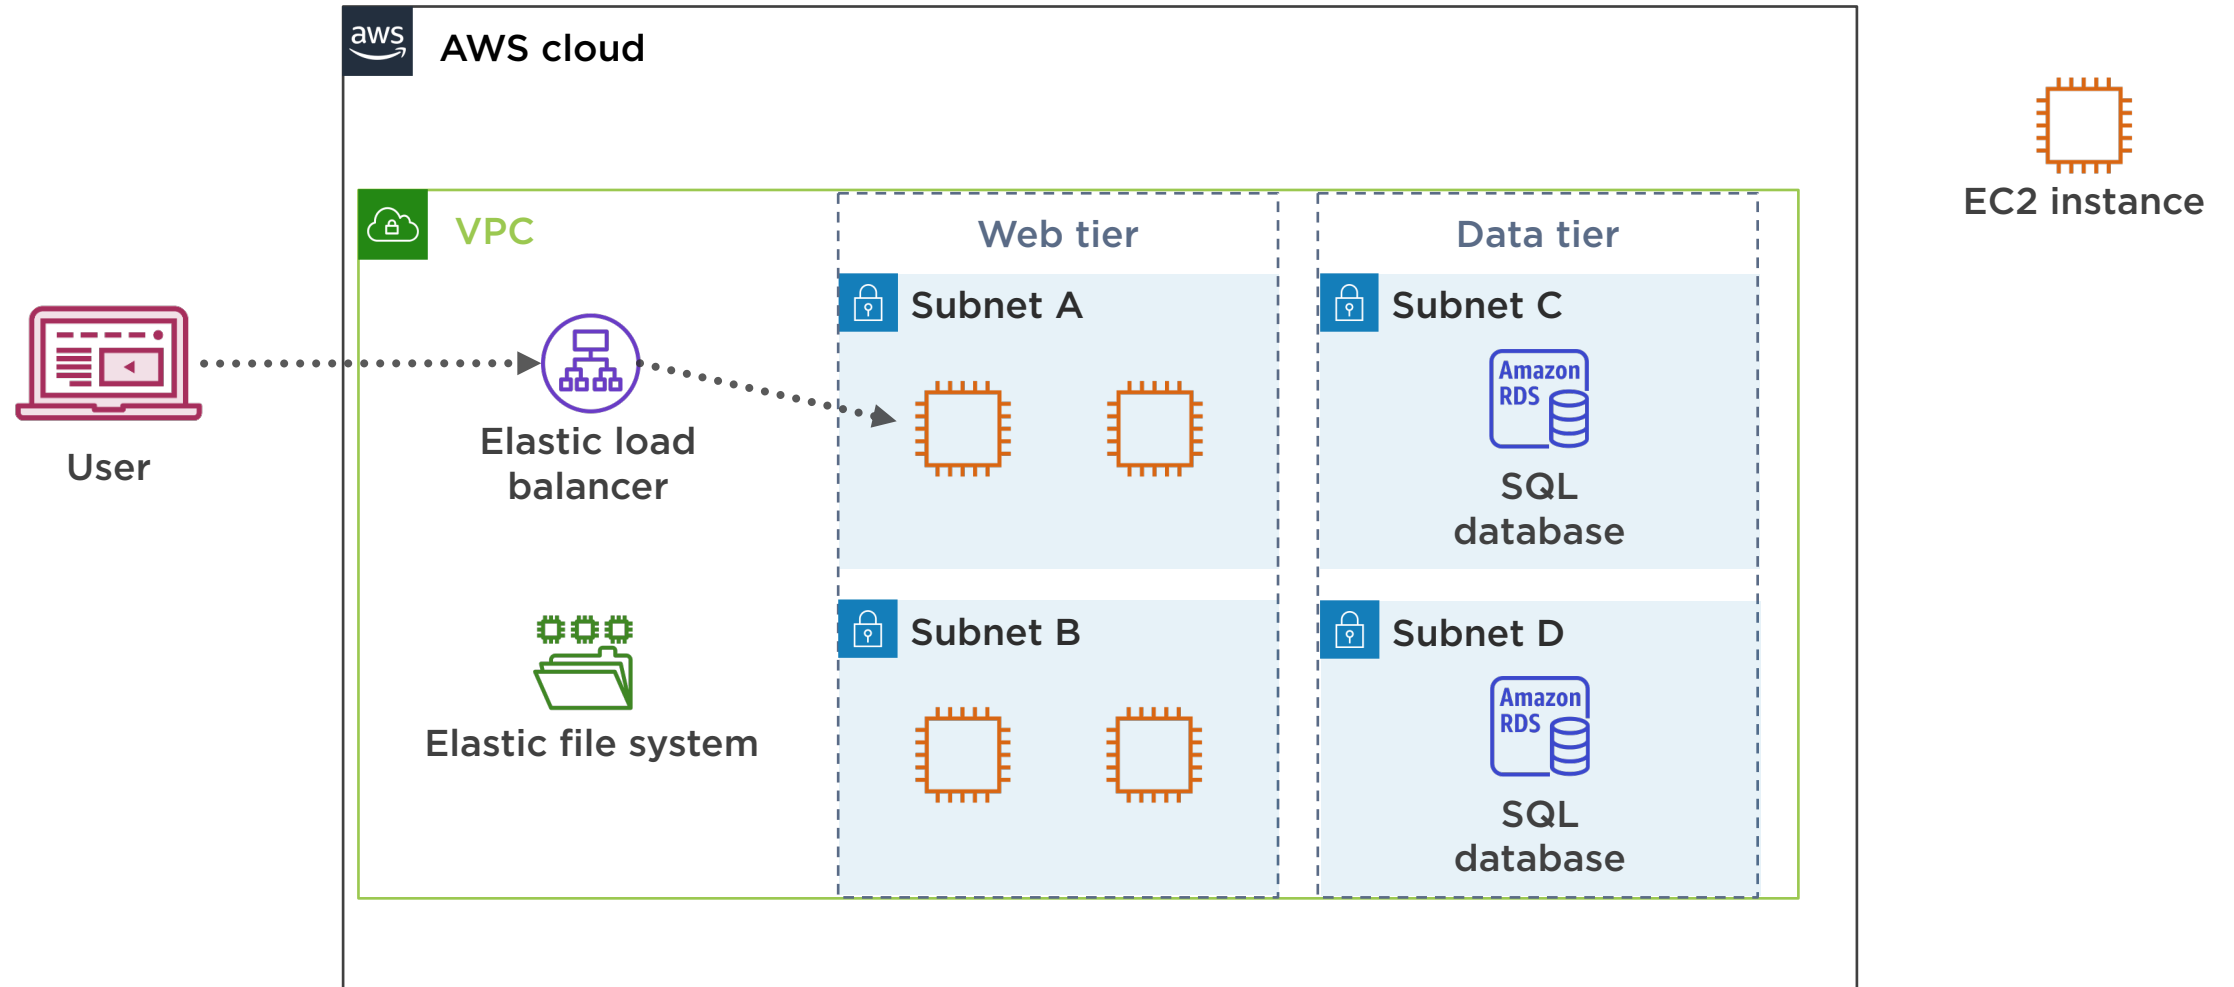 aws
AWS cloud
EC2 instance
VPC
Web tier
Data tier
Subnet A
Subnet C
User
Elastic load
balancer
Amazon
RDS
SQL
database
Subnet B
Subnet D
Elastic file system
Amazon
RDS
SQL
database